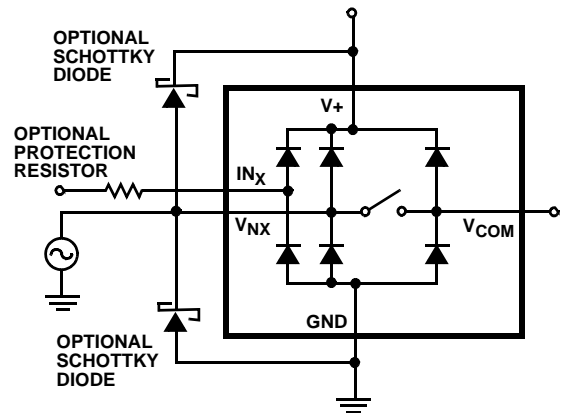 OPTIONAL
SCHOTTKY
DIODE
OPTIONAL
PROTECTION
RESISTOR
INX
VNX
V+
VCOM
GND
OPTIONAL
SCHOTTKY
DIODE